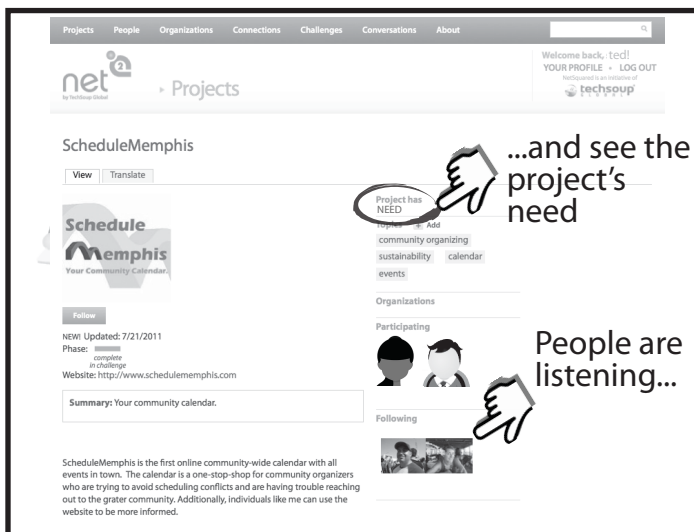 Projects People Organizations Connections Challenges Conversations About
Welcome back, ted!
YOUR PROFILE • LOG OUT
NetSquared is an initiative of
techsoup
GLOBAL
net2
by TechSoup Global
Projects
ScheduleMemphis
View Translate
Schedule
Memphis
Your Community Calendar.
Follow
NEW! Updated: 7/21/2011
Phase:
complete
in challenge
Website: http://www.schedulememphis.com
Summary: Your community calendar.
ScheduleMemphis is the first online community-wide calendar with all
events in town. The calendar is a one-stop-shop for community organizers
who are trying to avoid scheduling conflicts and are having trouble reaching
out to the grater community. Additionally, individuals like me can use the
website to be more informed.
Project has
NEED
Topics + Add
community organizing
sustainability calendar
events
Organizations
Participating
Following
...and see the
project's
need
People are
listening...